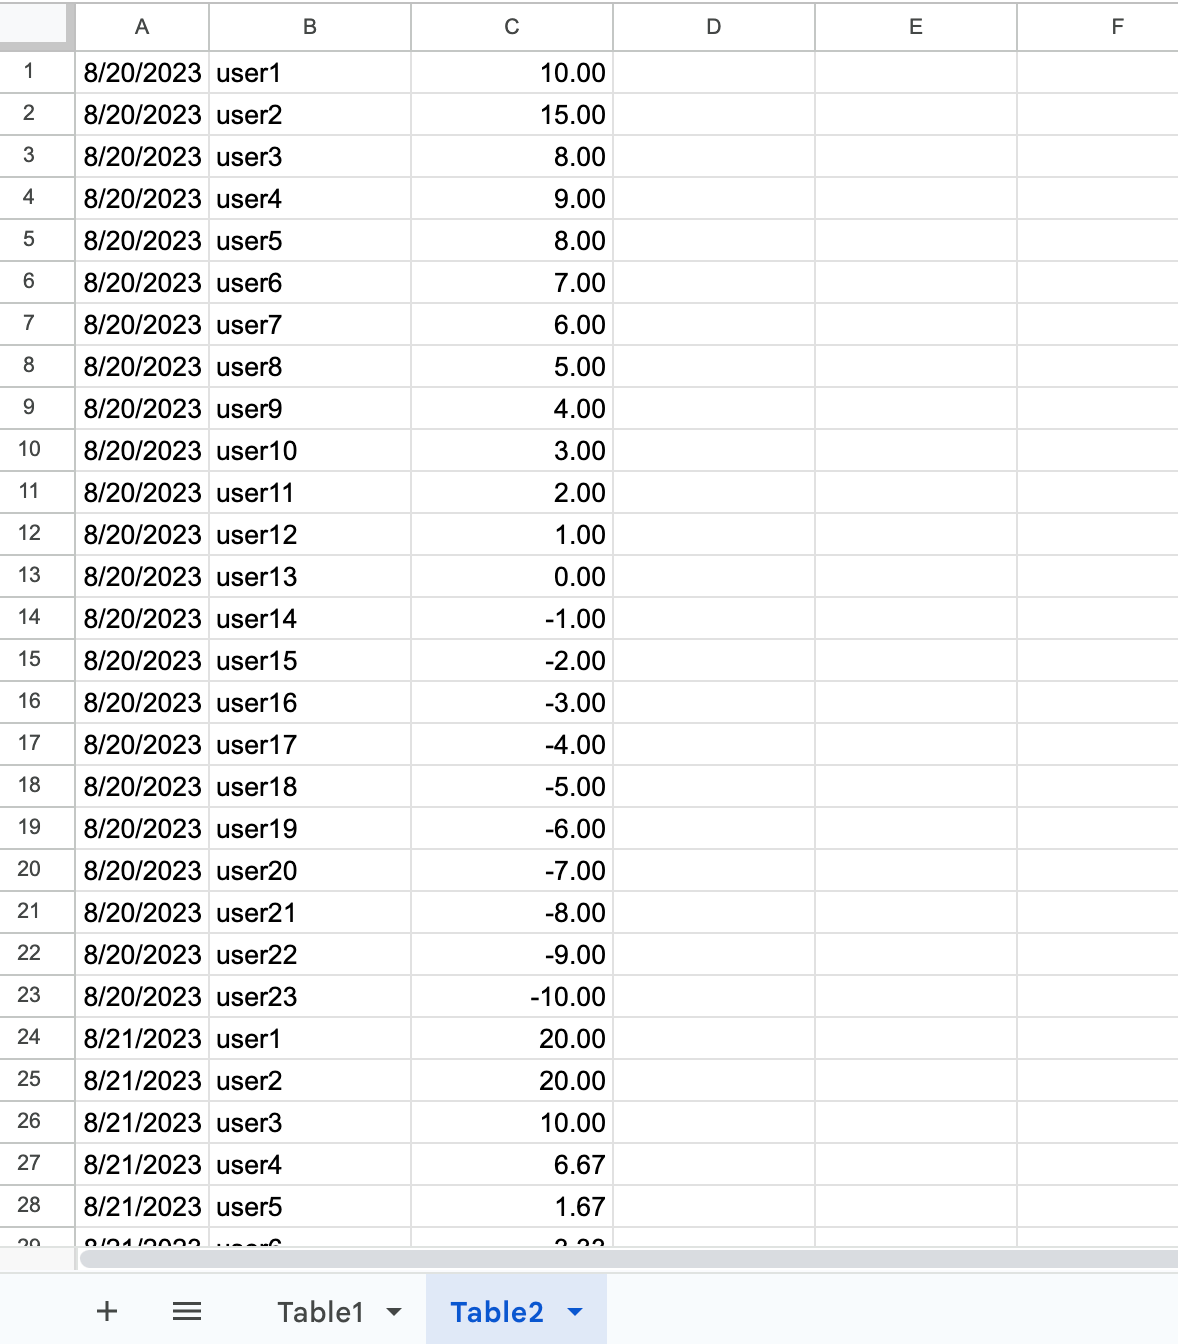 A B C D E F
1 8/20/2023 user1 10.00
2 8/20/2023 user2 15.00
3 8/20/2023 user3 8.00
4 8/20/2023 user4 9.00
5 8/20/2023 user5 8.00
6 8/20/2023 user6 7.00
7 8/20/2023 user7 6.00
8 8/20/2023 user8 5.00
9 8/20/2023 user9 4.00
10 8/20/2023 user10 3.00
11 8/20/2023 user11 2.00
12 8/20/2023 user12 1.00
13 8/20/2023 user13 0.00
14 8/20/2023 user14 -1.00
15 8/20/2023 user15 -2.00
16 8/20/2023 user16 -3.00
17 8/20/2023 user17 -4.00
18 8/20/2023 user18 -5.00
19 8/20/2023 user19 -6.00
20 8/20/2023 user20 -7.00
21 8/20/2023 user21 -8.00
22 8/20/2023 user22 -9.00
23 8/20/2023 user23 -10.00
24 8/21/2023 user1 20.00
25 8/21/2023 user2 20.00
26 8/21/2023 user3 10.00
27 8/21/2023 user4 6.67
28 8/21/2023 user5 1.67
29 8/21/2023 user6
Table1 Table2